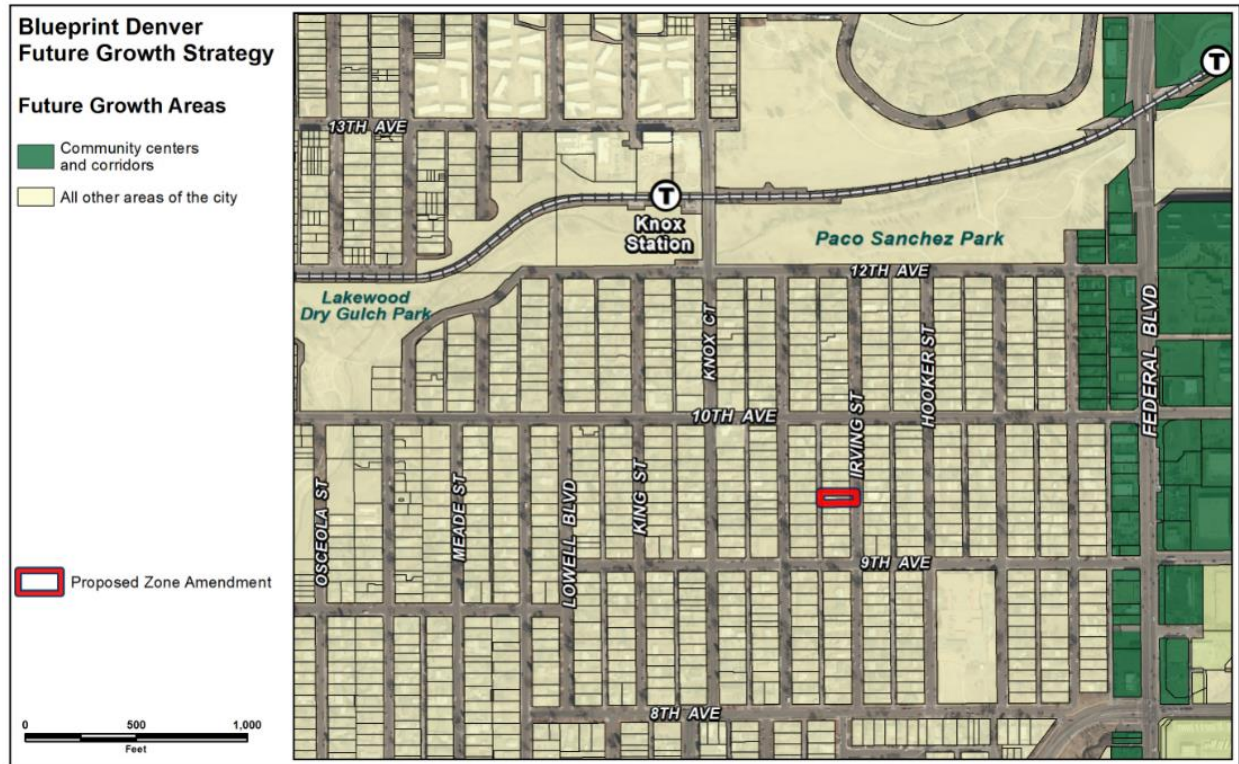 Blueprint Denver
Future Growth Strategy
Future Growth Areas
Community centers
and corridors
All other areas of the city
Proposed Zone Amendment
0 500 1,000
Feet
T
13TH AVE
T
Knox
Station
Paco Sanchez Park
12TH AVE
Lakewood
Dry Gulch Park
KNOX CT
HOOKER ST
FEDERAL BLVD
10TH AVE
IRVING ST
OSCEOLA ST
MEADE ST
LOWELL BLVD
KING ST
9TH AVE
8TH AVE